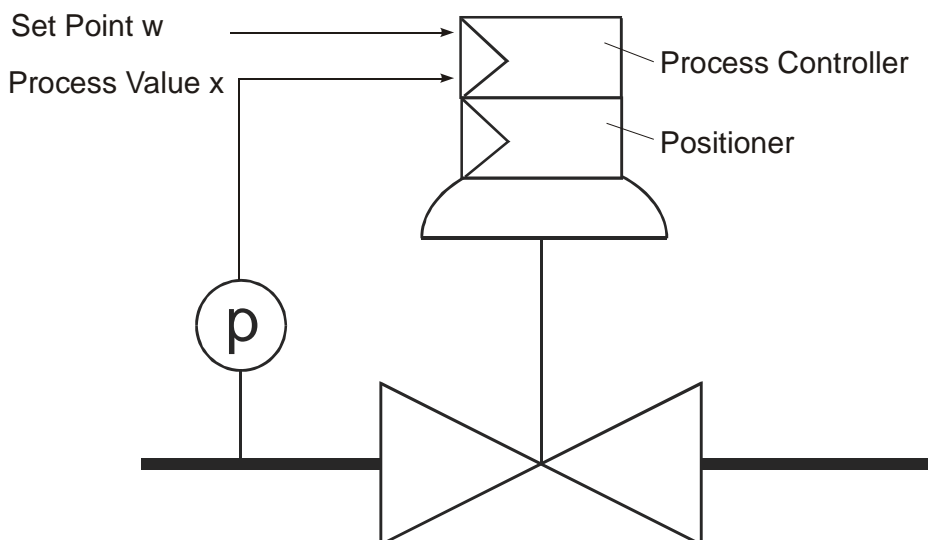 Set Point w
Process Value x
Process Controller
Positioner
p